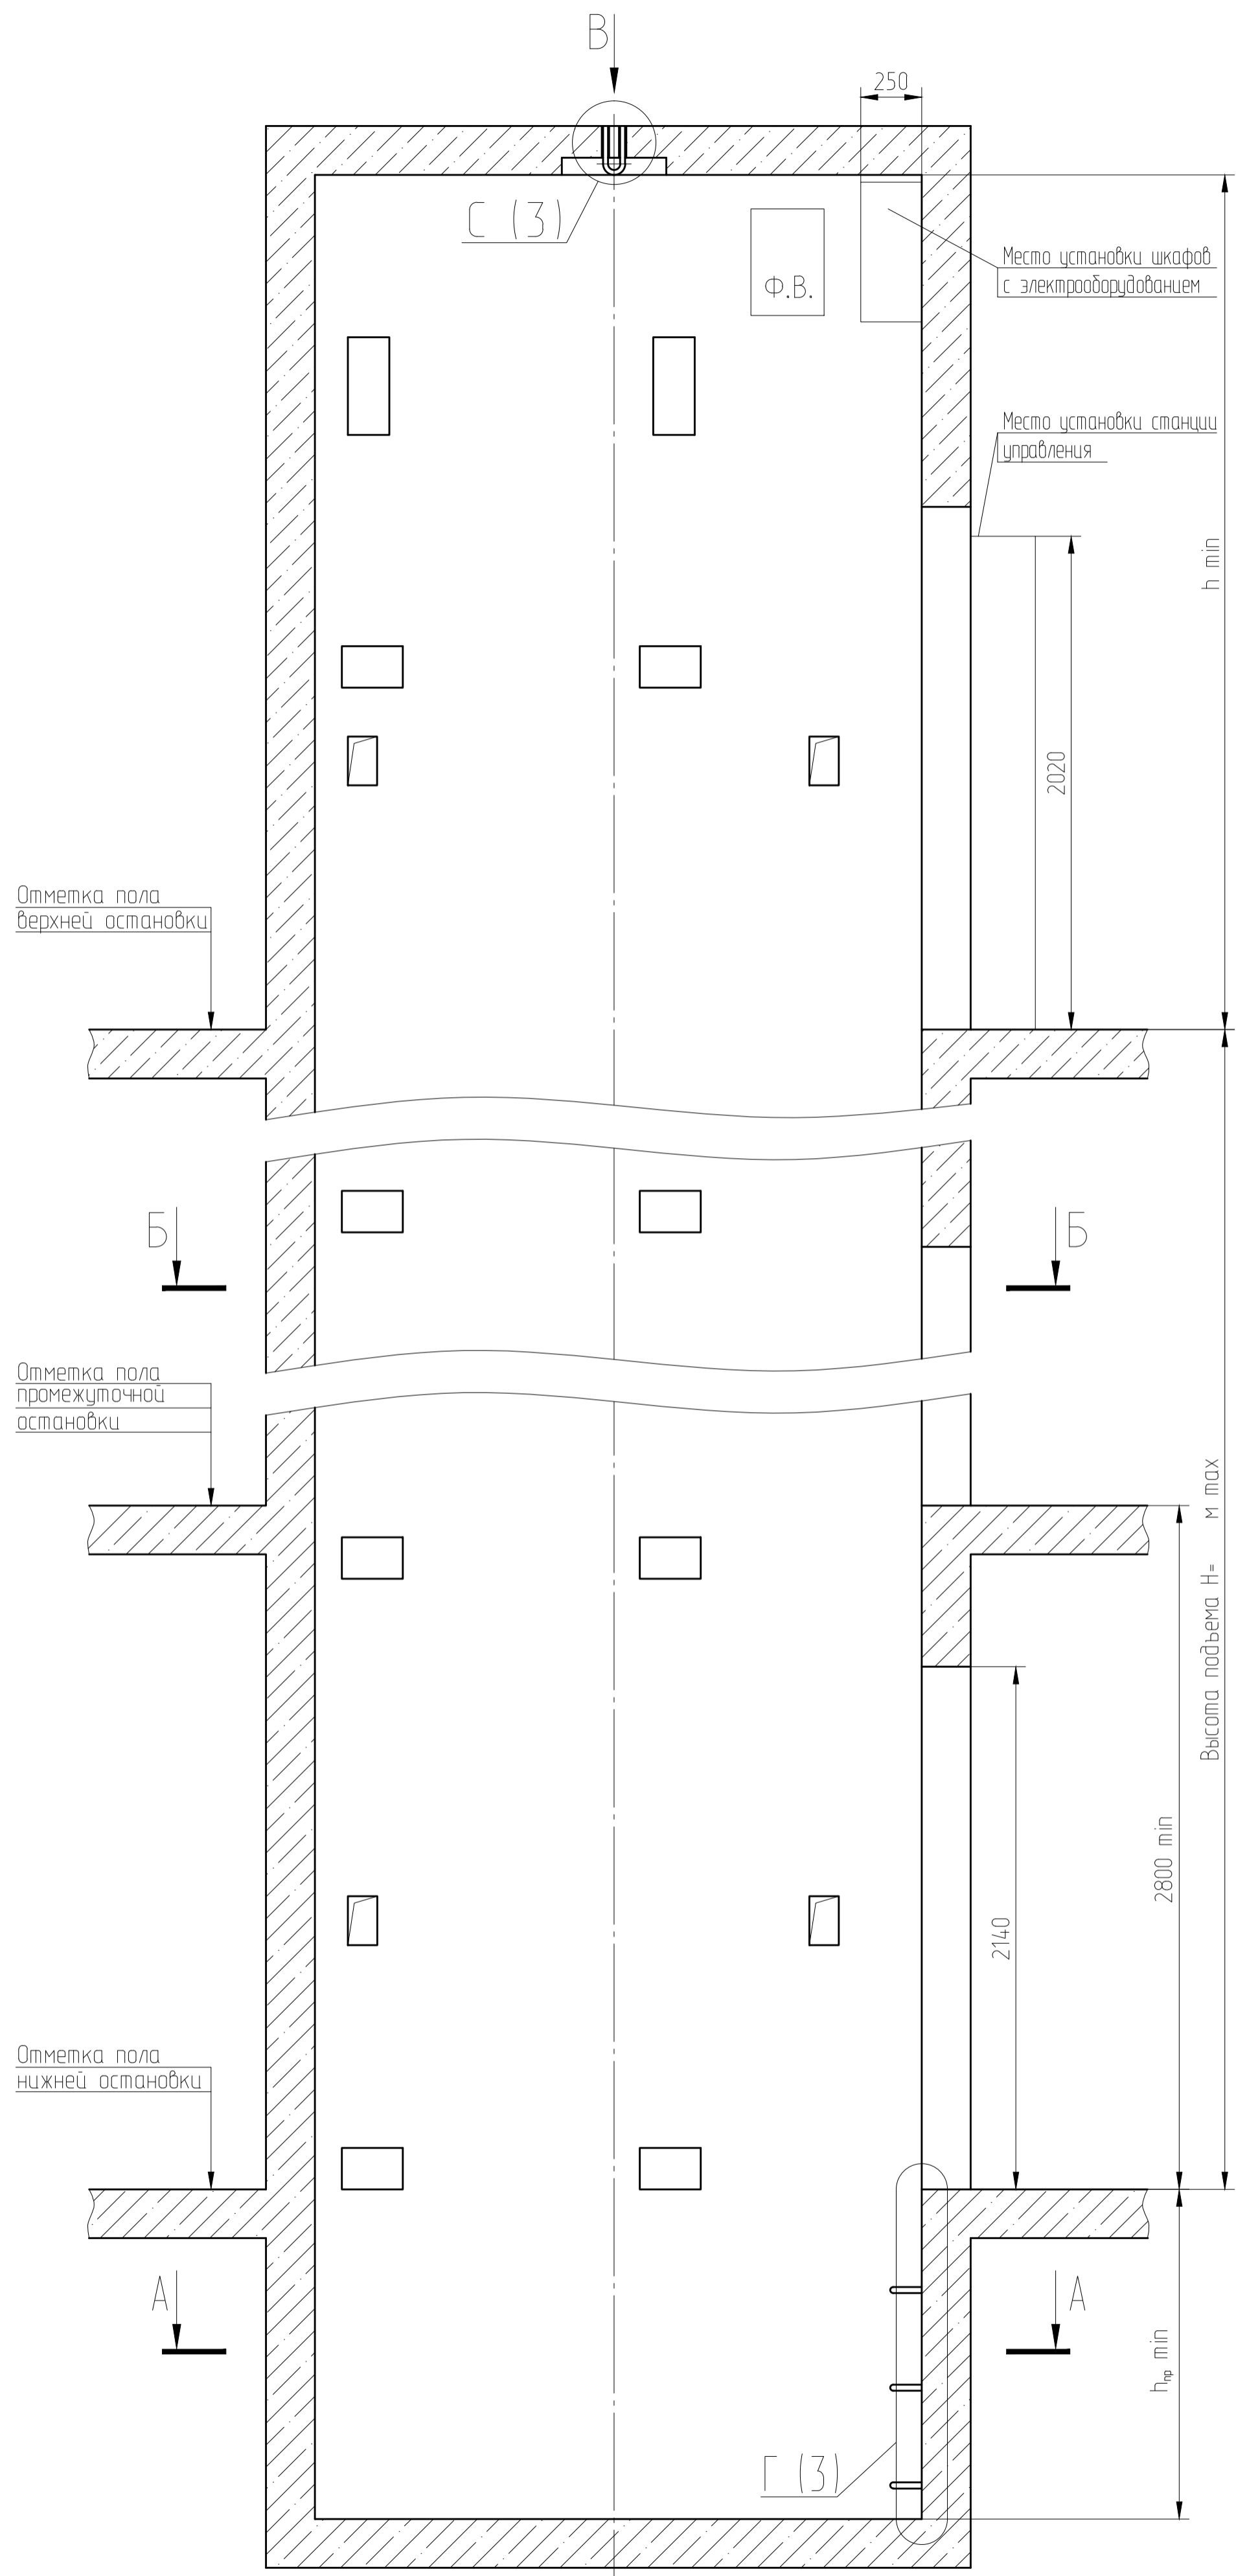 В
250
С (3)
Ф.В.
Место установки шкафов
с электрооборудованием
Место установки станции
управления
h min
2020
Отметка пола
верхней остановки
Б
Б
Отметка пола
промежуточной
остановки
Высота подъема Н= м max
2800 min
2140
Отметка пола
нижней остановки
А
А
hпр min
Г (3)